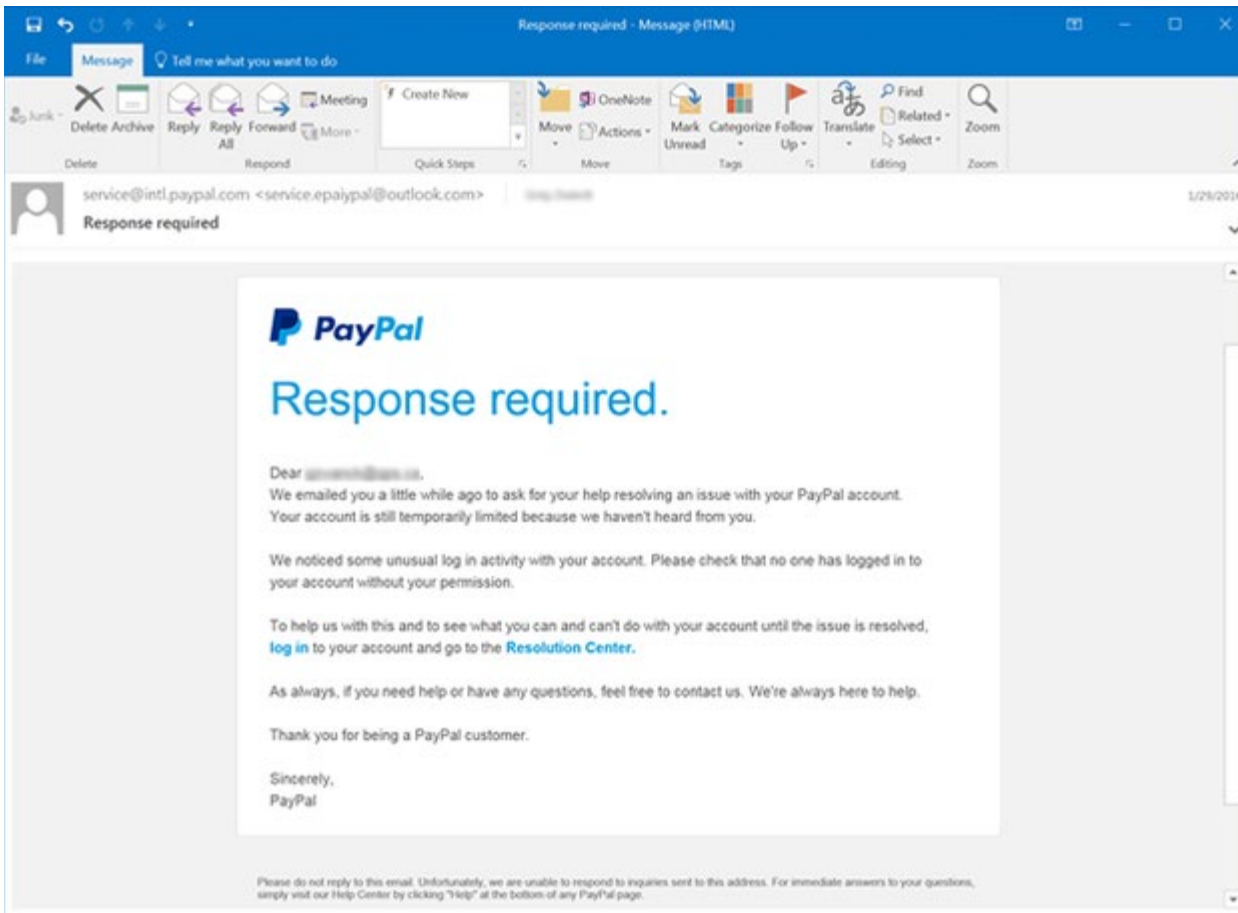 Response required - Message (HTML)
File Message Tell me what you want to do
Junk
Delete Archive
Reply Reply All Forward
Meeting
More
Create New
Move
OneNote
Actions
Mark Unread
Categorize Follow Up
Translate
Find
Related
Select
Zoom
Delete Respond Quick Steps Move Tags Editing Zoom
service@intl.paypal.com <service.epaiypal@outlook.com>
1/29/201
Response required
PayPal
Response required.
Dear
We emailed you a little while ago to ask for your help resolving an issue with your PayPal account.
Your account is still temporarily limited because we haven't heard from you.
We noticed some unusual log in activity with your account. Please check that no one has logged in to
your account without your permission.
To help us with this and to see what you can and can't do with your account until the issue is resolved,
log in to your account and go to the Resolution Center.
As always, if you need help or have any questions, feel free to contact us. We're always here to help.
Thank you for being a PayPal customer.
Sincerely,
PayPal
Please do not reply to this email. Unfortunately, we are unable to respond to inquiries sent to this address. For immediate answers to your questions,
simply visit our Help Center by clicking "Help" at the bottom of any PayPal page.